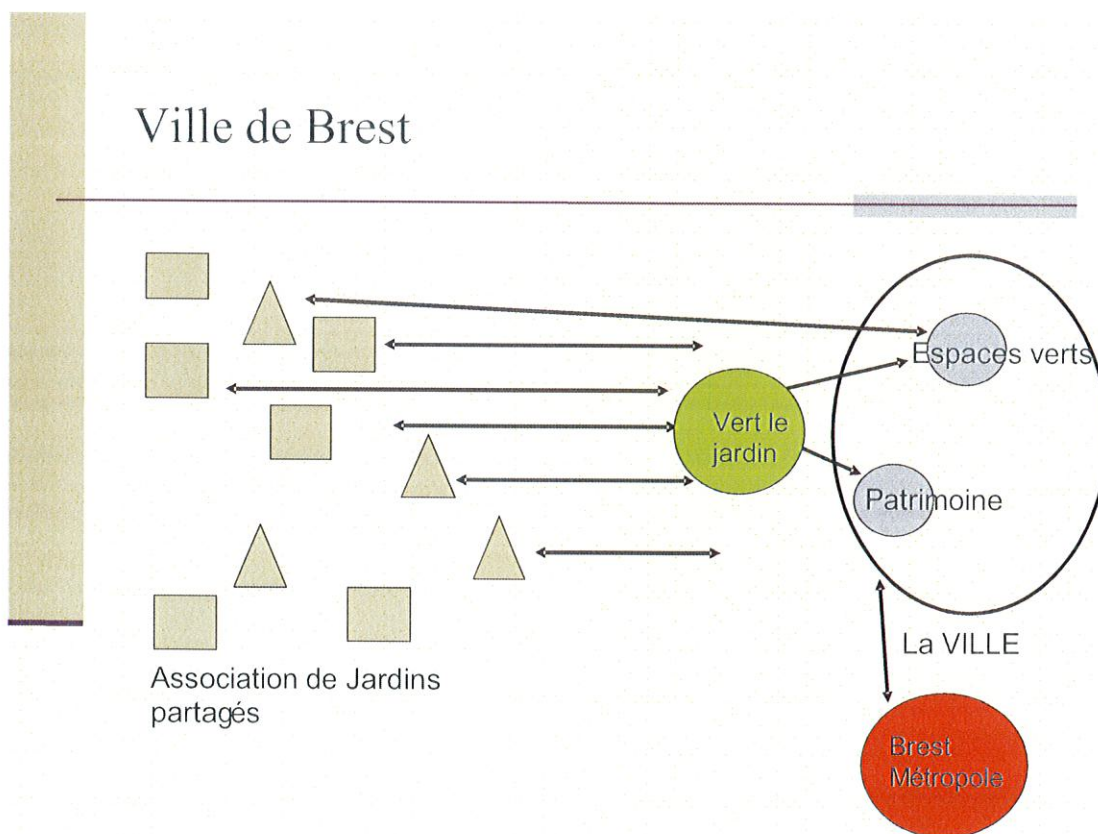 Ville de Brest
Espaces verts
Vert le
jardin
Patrimoine
La VILLE
Association de Jardins
partagés
Brest
Métropole